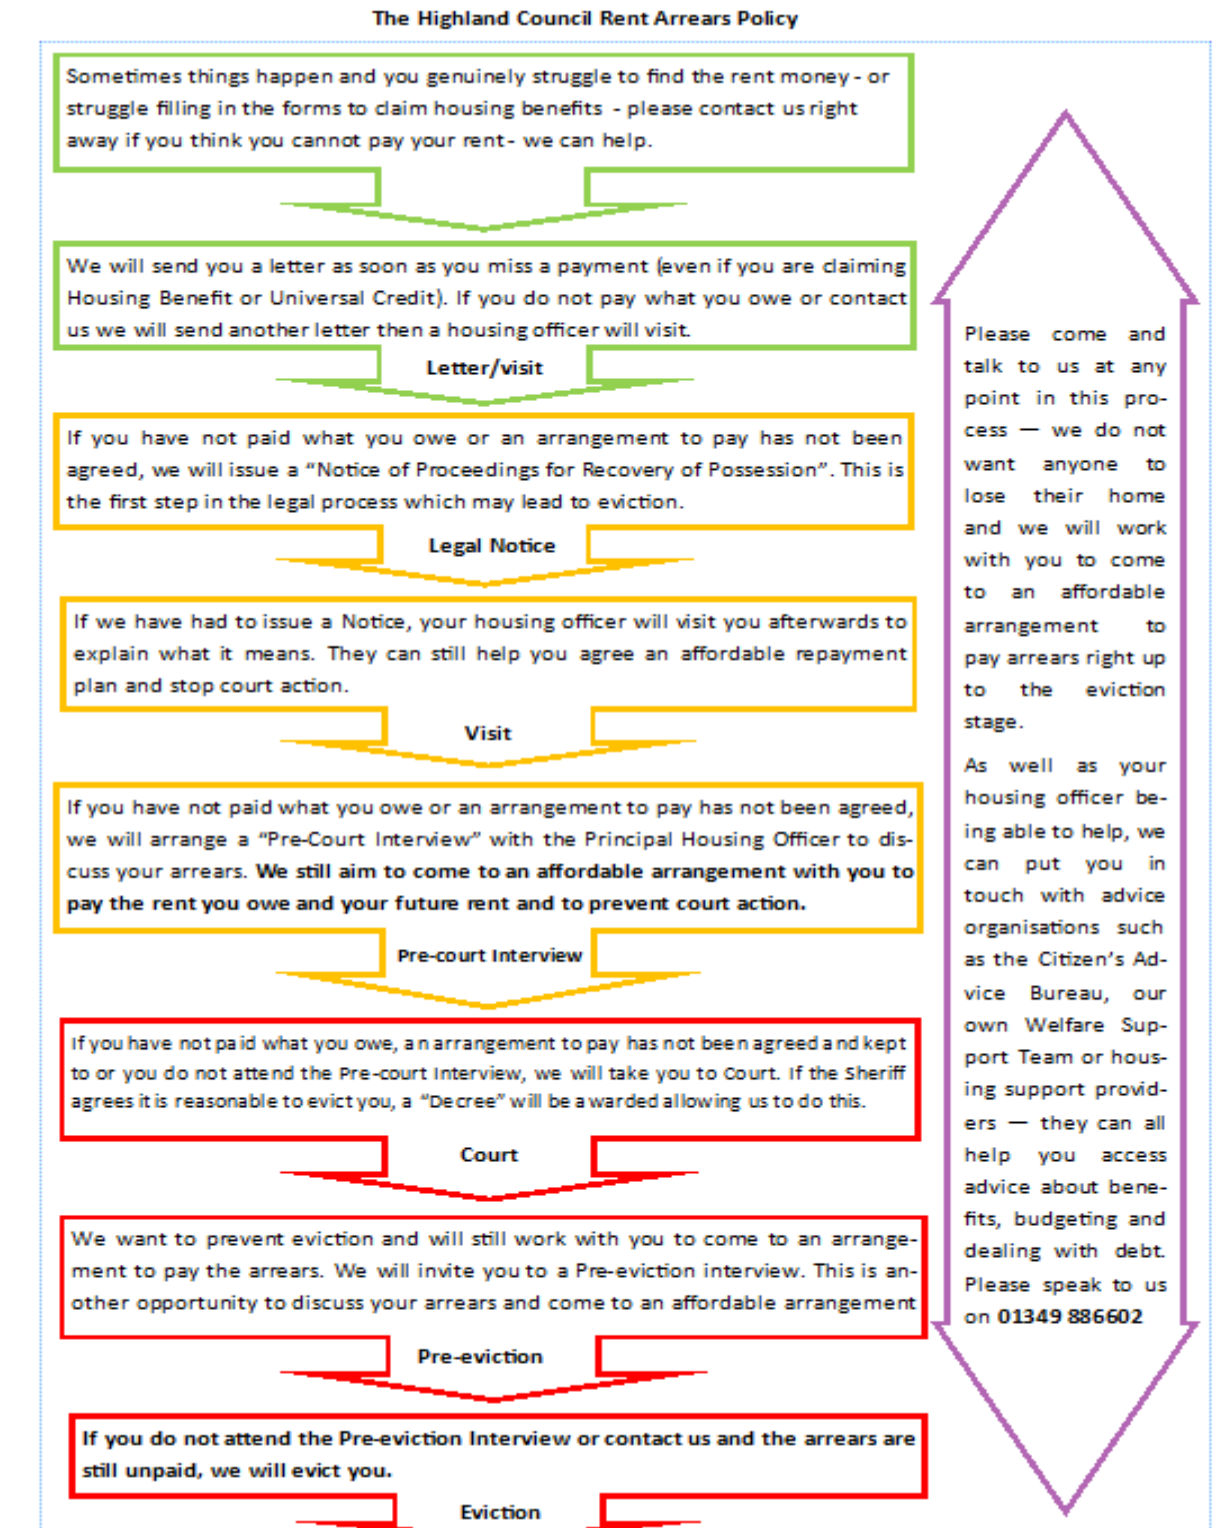 The Highland Council Rent Arrears Policy
Sometimes things happen and you genuinely struggle to find the rent money - or
struggle filling in the forms to claim housing benefits - please contact us right
away if you think you cannot pay your rent- we can help.
We will send you a letter as soon as you miss a payment (even if you are claiming
Housing Benefit or Universal Credit). If you do not pay what you owe or contact
us we will send another letter then a housing officer will visit.
Letter/visit
If you have not paid what you owe or an arrangement to pay has not been
agreed, we will issue a “Notice of Proceedings for Recovery of Possession”. This is
the first step in the legal process which may lead to eviction.
Legal Notice
If we have had to issue a Notice, your housing officer will visit you afterwards to
explain what it means. They can still help you agree an affordable repayment
plan and stop court action.
Visit
If you have not paid what you owe or an arrangement to pay has not been agreed,
we will arrange a “Pre-Court Interview” with the Principal Housing Officer to dis-
cuss your arrears. We still aim to come to an affordable arrangement with you to
pay the rent you owe and your future rent and to prevent court action.
Pre-court Interview
If you have not paid what you owe, an arrangement to pay has not been agreed and kept
to or you do not attend the Pre-court Interview, we will take you to Court. If the Sheriff
agrees it is reasonable to evict you, a “Decree” will be awarded allowing us to do this.
Court
We want to prevent eviction and will still work with you to come to an arrange-
ment to pay the arrears. We will invite you to a Pre-eviction interview. This is an-
other opportunity to discuss your arrears and come to an affordable arrangement
Pre-eviction
If you do not attend the Pre-eviction Interview or contact us and the arrears are
still unpaid, we will evict you.
Eviction
Please come and
talk to us at any
point in this pro-
cess — we do not
want anyone to
lose their home
and we will work
with you to come
to an affordable
arrangement to
pay arrears right up
to the eviction
stage.
As well as your
housing officer be-
ing able to help, we
can put you in
touch with advice
organisations such
as the Citizen’s Ad-
vice Bureau, our
own Welfare Sup-
port Team or hous-
ing support provid-
ers — they can all
help you access
advice about bene-
fits, budgeting and
dealing with debt.
Please speak to us
on 01349 886602